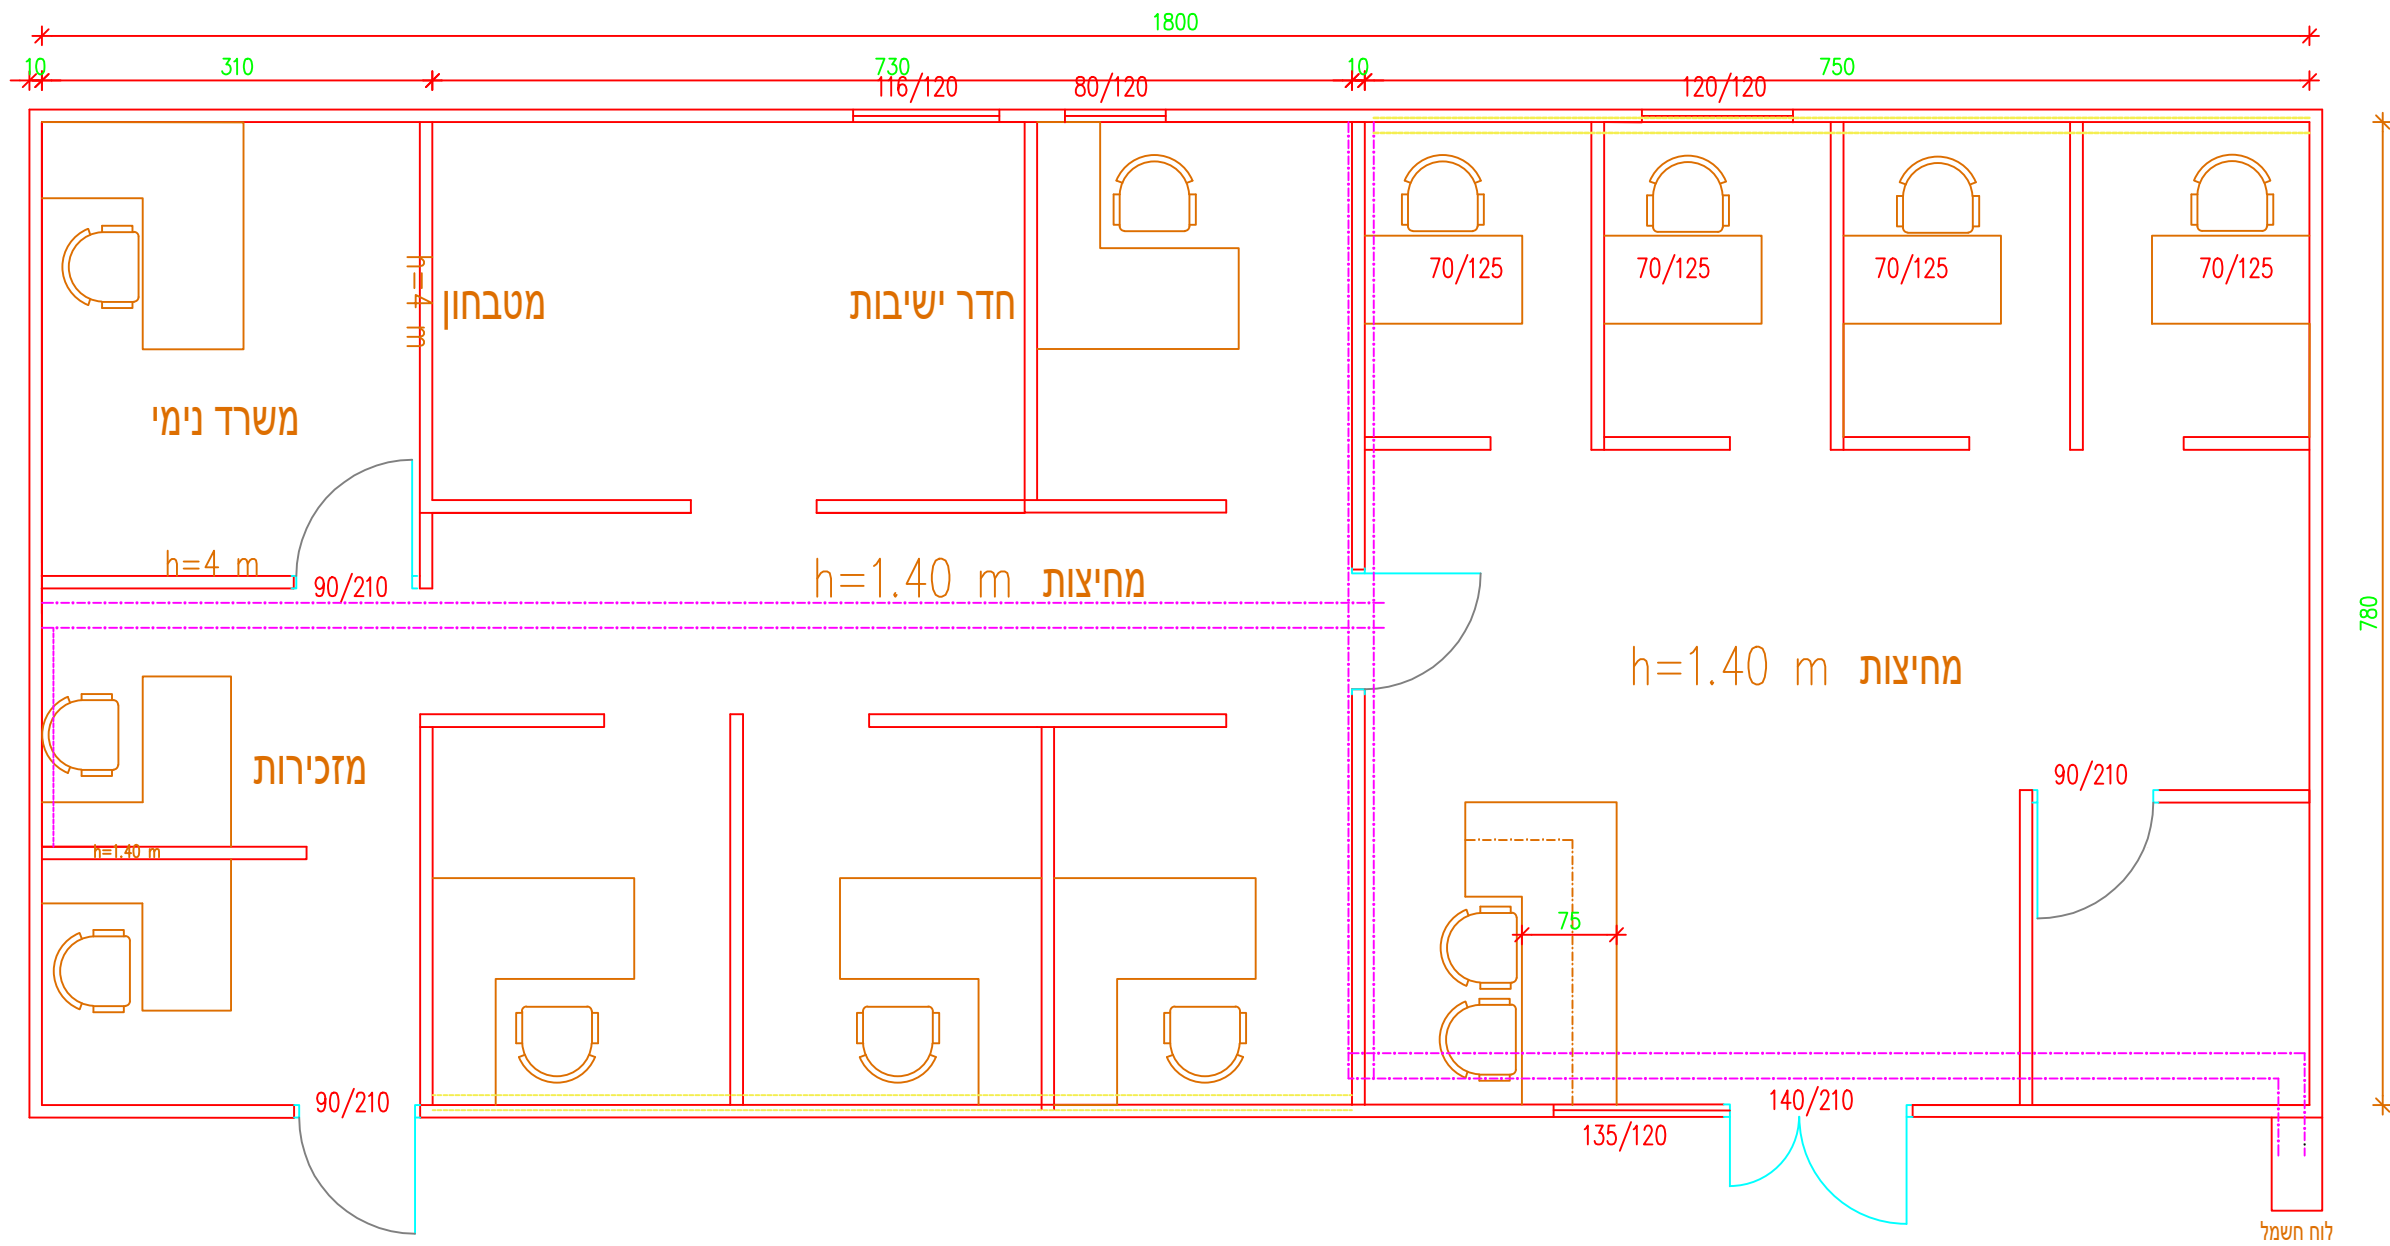 1800
10
310
730
10
750
116/120
80/120
120/120
70/125
70/125
70/125
70/125
h=4 m
מטבחון
חדר ישיבות
משרד נימי
h=4 m
90/210
h=1.40 m מחיצות
780
h=1.40 m מחיצות
מזכירות
90/210
h=1.40 m
75
90/210
140/210
135/120
לוח חשמל